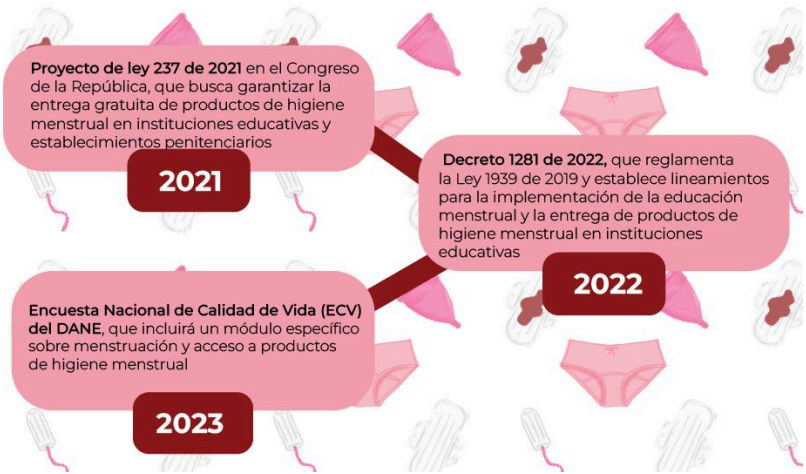 Proyecto de ley 237 de 2021 en el Congreso
de la República, que busca garantizar la
entrega gratuita de productos de higiene
menstrual en instituciones educativas y
establecimientos penitenciarios
2021
Decreto 1281 de 2022, que reglamenta
la Ley 1939 de 2019 y establece lineamientos
para la implementación de la educación
menstrual y la entrega de productos de
higiene menstrual en instituciones
educativas
2022
Encuesta Nacional de Calidad de Vida (ECV)
del DANE, que incluirá un módulo específico
sobre menstruación y acceso a productos
de higiene menstrual
2023